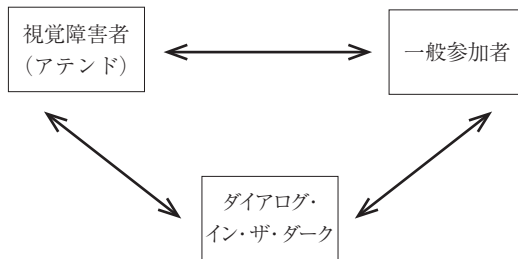 視覚障害者
（アテンド）
一般参加者
ダイアログ・
イン・ザ・ダーク